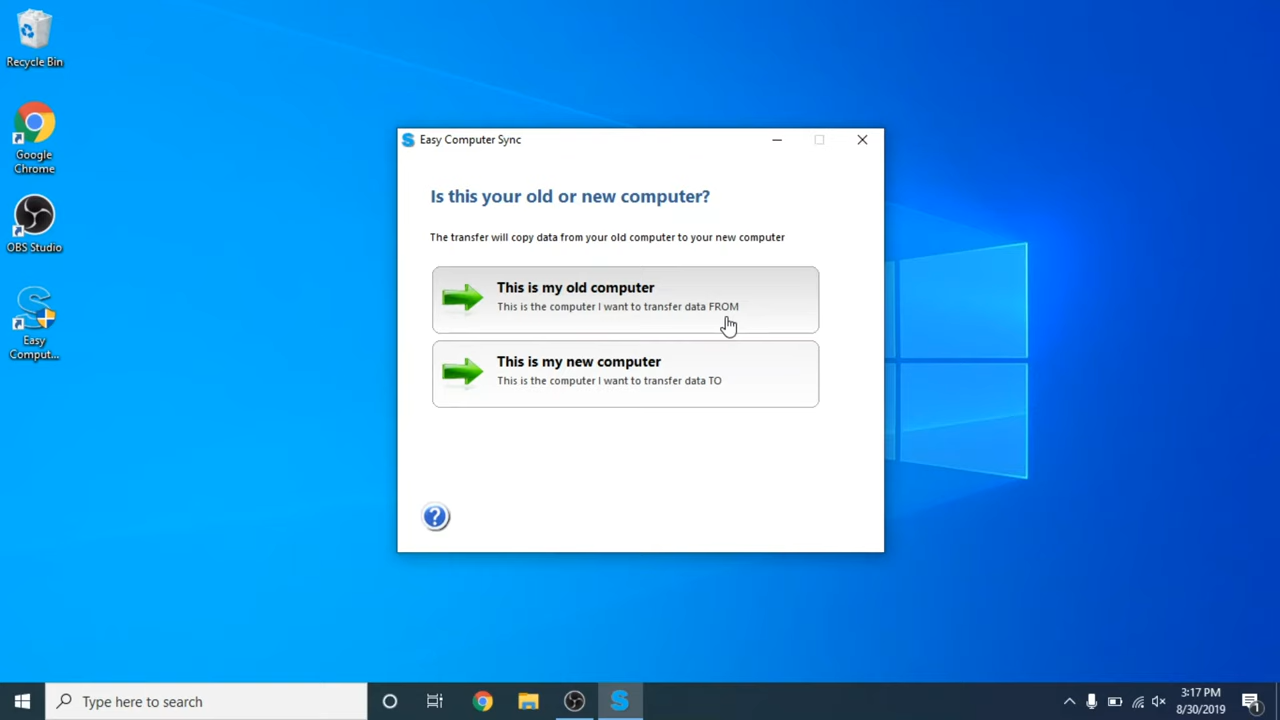 Recycle Bin
Google
Chrome
OBS Studio
Easy
Comput...
Easy Computer Sync
Is this your old or new computer?
The transfer will copy data from your old computer to your new computer
This is my old computer
This is the computer I want to transfer data FROM
This is my new computer
This is the computer I want to transfer data TO
?
Type here to search
3:17 PM
8/30/2019
1